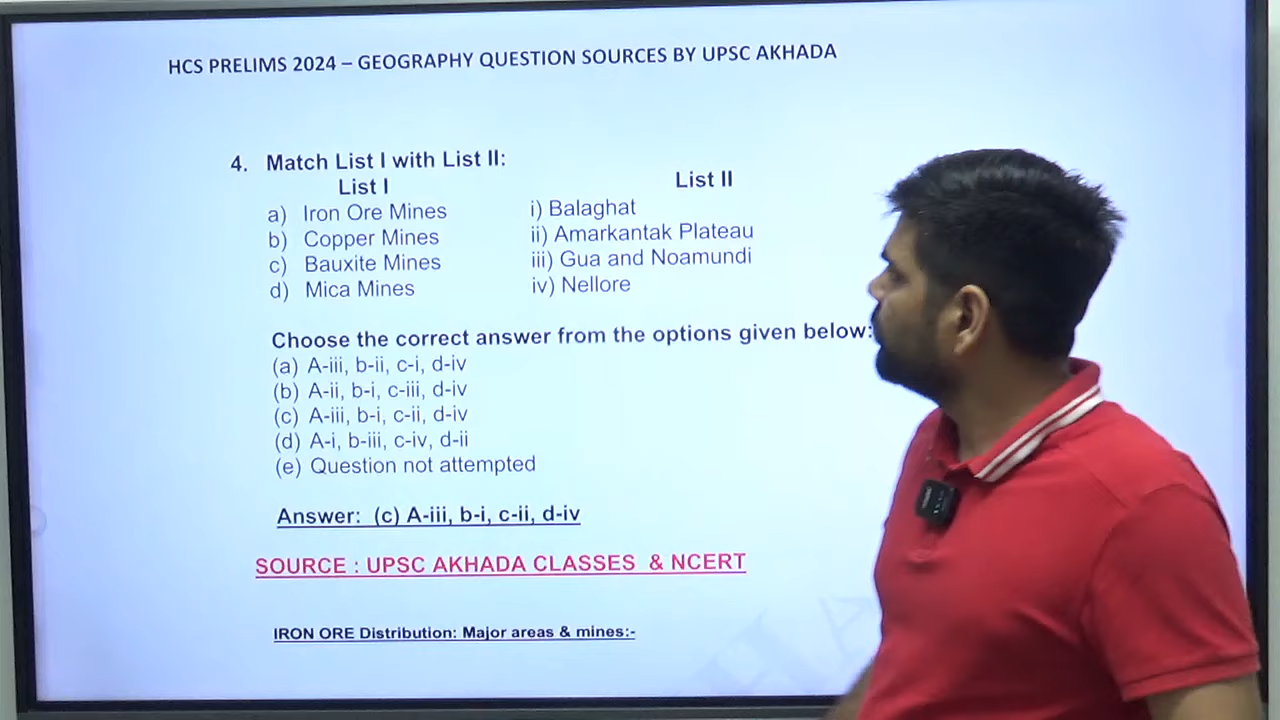 HCS PRELIMS 2024 – GEOGRAPHY QUESTION SOURCES BY UPSC AKHADA
4. Match List I with List II:
List I List II
a) Iron Ore Mines i) Balaghat
b) Copper Mines ii) Amarkantak Plateau
c) Bauxite Mines iii) Gua and Noamundi
d) Mica Mines iv) Nellore
Choose the correct answer from the options given below:
(a) A-iii, b-ii, c-i, d-iv
(b) A-ii, b-i, c-iii, d-iv
(c) A-iii, b-i, c-ii, d-iv
(d) A-i, b-iii, c-iv, d-ii
(e) Question not attempted
Answer: (c) A-iii, b-i, c-ii, d-iv
SOURCE : UPSC AKHADA CLASSES & NCERT
IRON ORE Distribution: Major areas & mines:-